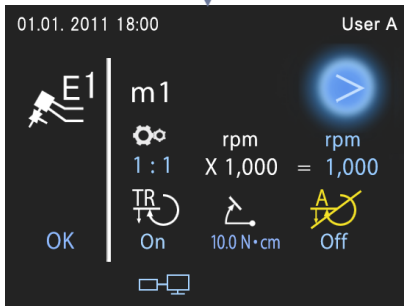 01.01. 2011 18:00 User A
E1
m1 >
rpm rpm
1 : 1 X 1,000 = 1,000
TR A
OK On 10.0 N·cm Off